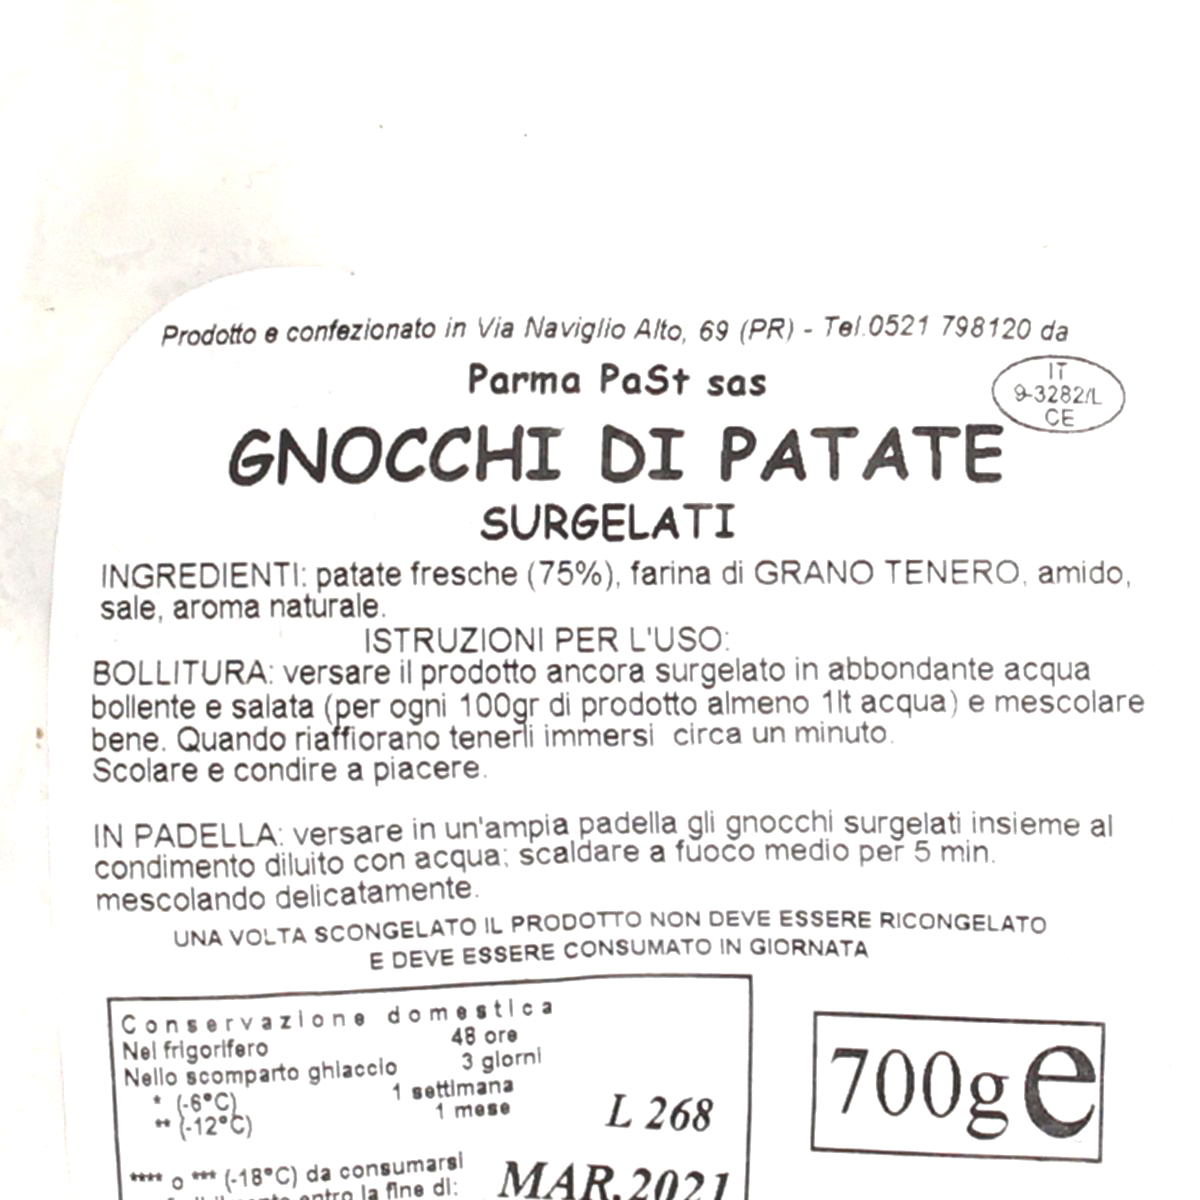 Prodotto e confezionato in Via Naviglio Alto, 69 (PR) - Tel.0521 798120 da
Parma PaSt sas
IT
9-3282/L
CE
GNOCCHI DI PATATE
SURGELATI
INGREDIENTI: patate fresche (75%), farina di GRANO TENERO, amido,
sale, aroma naturale.
ISTRUZIONI PER L'USO:
BOLLITURA: versare il prodotto ancora surgelato in abbondante acqua
bollente e salata (per ogni 100gr di prodotto almeno 1lt acqua) e mescolare
bene. Quando riaffiorano tenerli immersi circa un minuto.
Scolare e condire a piacere.
IN PADELLA: versare in un'ampia padella gli gnocchi surgelati insieme al
condimento diluito con acqua; scaldare a fuoco medio per 5 min.
mescolando delicatamente.
UNA VOLTA SCONGELATO IL PRODOTTO NON DEVE ESSERE RICONGELATO
E DEVE ESSERE CONSUMATO IN GIORNATA
Conservazione domestica
Nel frigorifero 48 ore
Nello scomparto ghiaccio 3 giorni
* (-6°C) 1 settimana
** (-12°C) 1 mese
L 268
**** o *** (-18°C) da consumarsi
entro la fine di:
MAR.2021
700g e